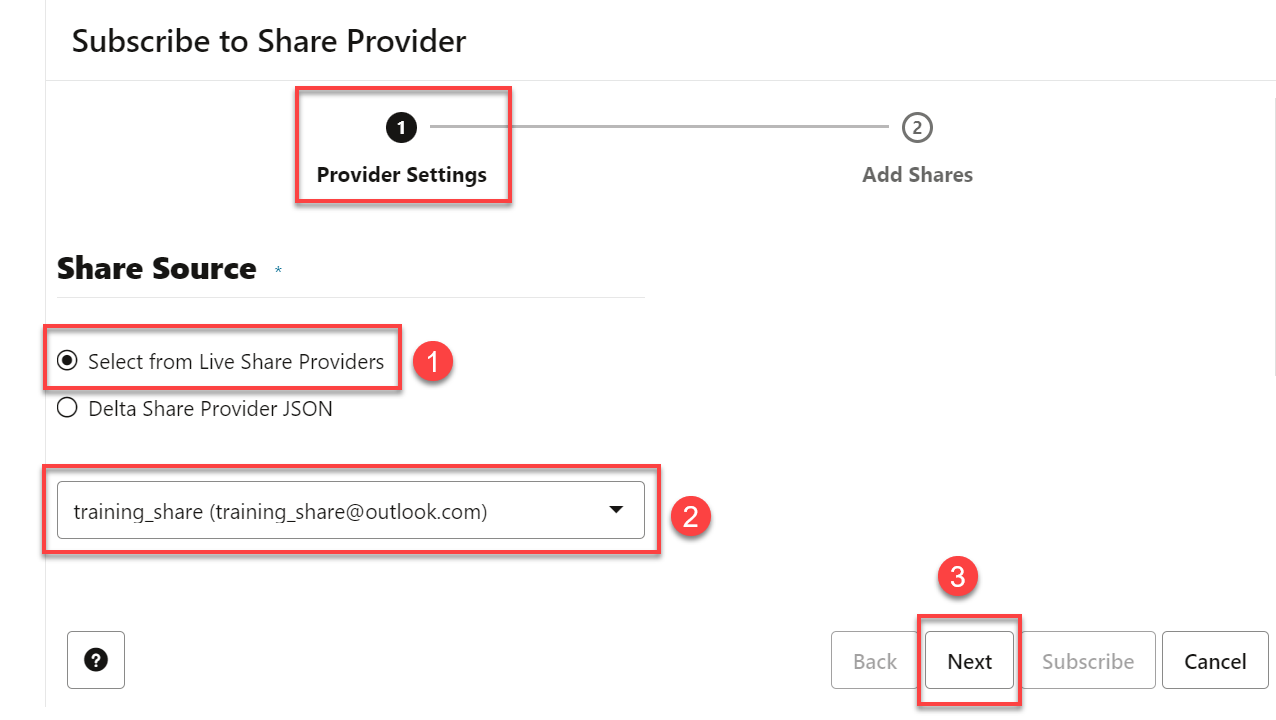 Subscribe to Share Provider
1
2
Provider Settings
Add Shares
Share Source *
Select from Live Share Providers
1
Delta Share Provider JSON
training_share (training_share@outlook.com)
2
3
?
Back
Next
Subscribe
Cancel